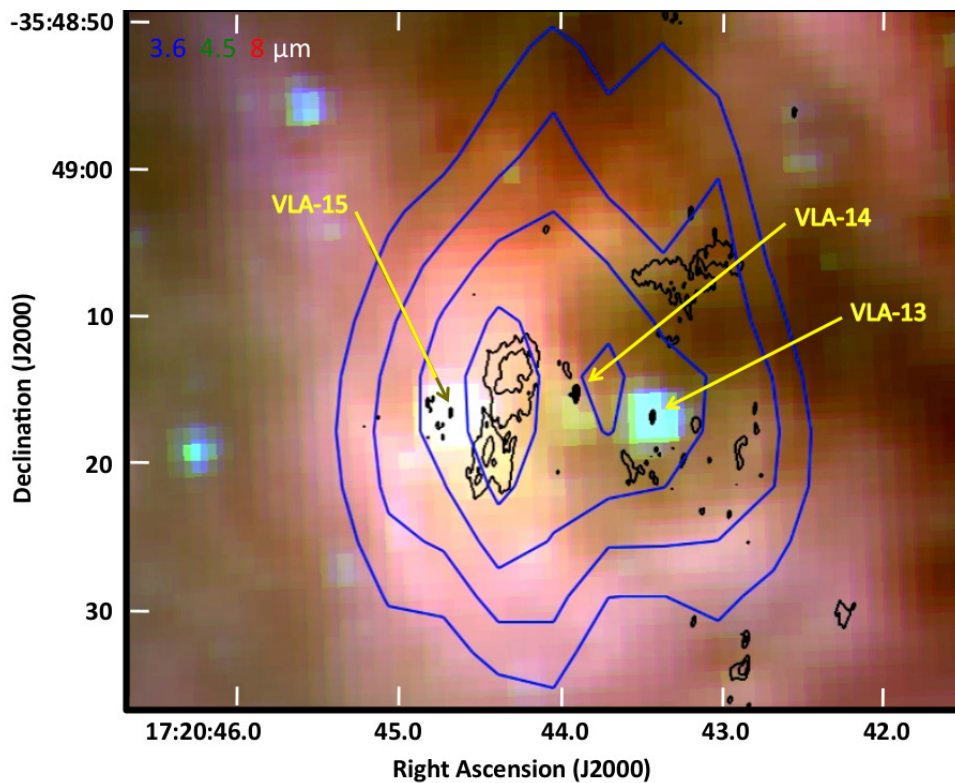 -35:48:50
3.6 4.5 8 μm
49:00
VLA-15
VLA-14
10
VLA-13
Declination (J2000)
20
30
17:20:46.0 45.0 44.0 43.0 42.0
Right Ascension (J2000)